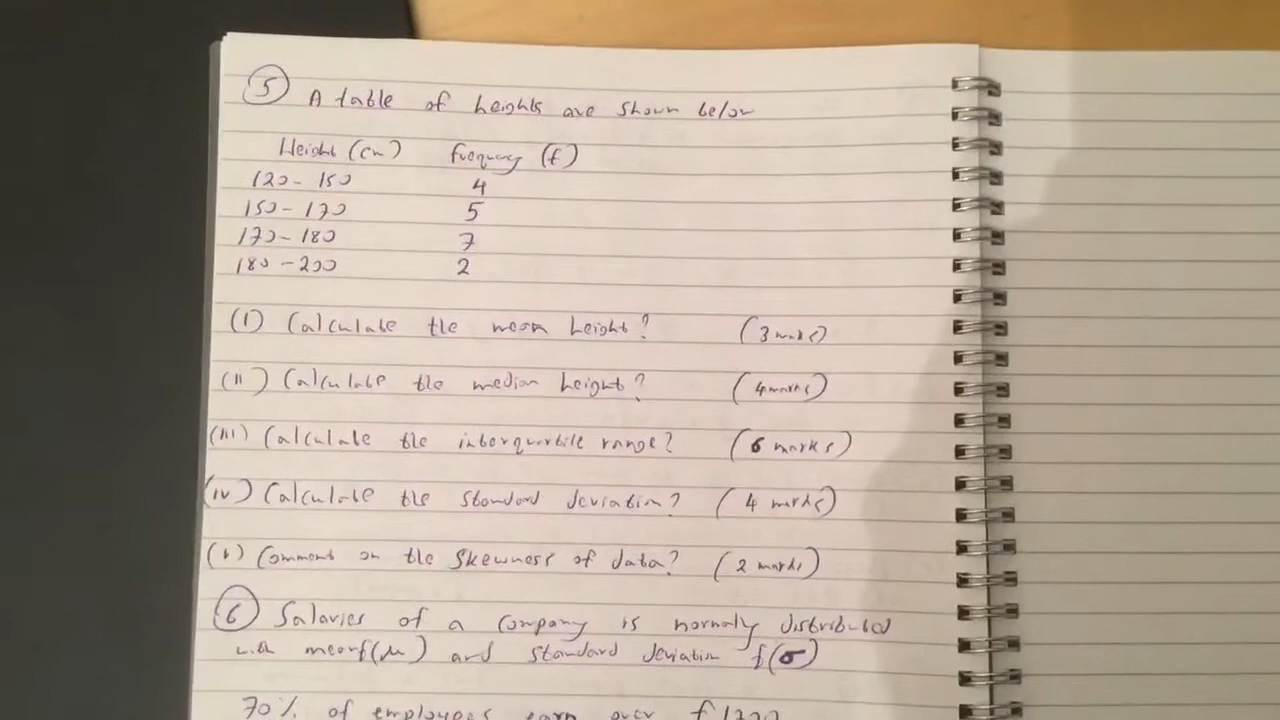 5 A table of heights are shown below
Height (cm) frequency (f)
120 - 150 4
150 - 170 5
170 - 180 7
180 - 200 2
(i) Calculate the mean height? (3 marks)
(ii) Calculate the median height? (4 marks)
(iii) Calculate the interquartile range? (6 marks)
(iv) Calculate the standard deviation? (4 marks)
(v) Comment on the skewness of data? (2 marks)
6 Salaries of a company is normally distributed
with mean £(μ) and standard deviation £(σ)
70% of employees earn over £1200